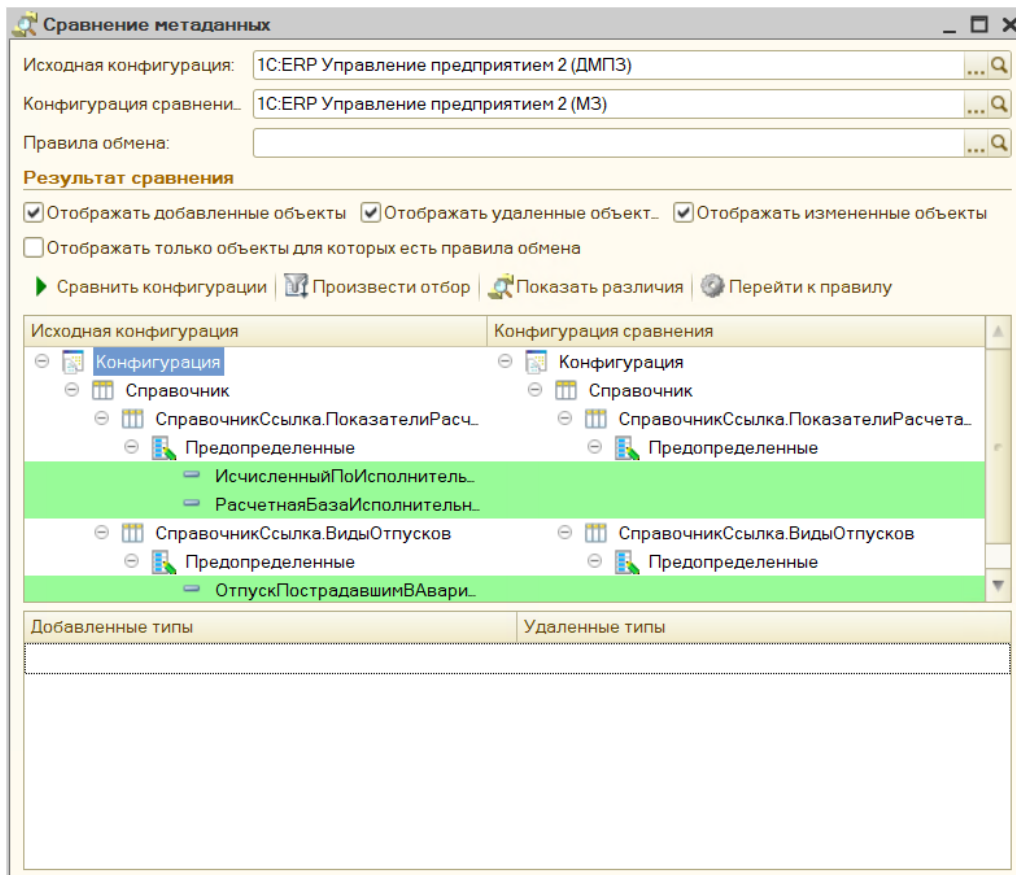 Сравнение метаданных
Исходная конфигурация: 1С:ERP Управление предприятием 2 (ДМПЗ) ...
Конфигурация сравнени... 1С:ERP Управление предприятием 2 (МЗ) ...
Правила обмена: ...
Результат сравнения
Отображать добавленные объекты Отображать удаленные объект... Отображать измененные объекты
Отображать только объекты для которых есть правила обмена
Сравнить конфигурации Произвести отбор Показать различия Перейти к правилу
Исходная конфигурация Конфигурация сравнения
Конфигурация Конфигурация
Справочник Справочник
СправочникСсылка.ПоказателиРасч... СправочникСсылка.ПоказателиРасчета...
Предопределенные Предопределенные
ИсчисленныйПоИсполнитель...
РасчетнаяБазаИсполнительн...
СправочникСсылка.ВидыОтпусков СправочникСсылка.ВидыОтпусков
Предопределенные Предопределенные
ОтпускПострадавшимВАвари...
Добавленные типы Удаленные типы